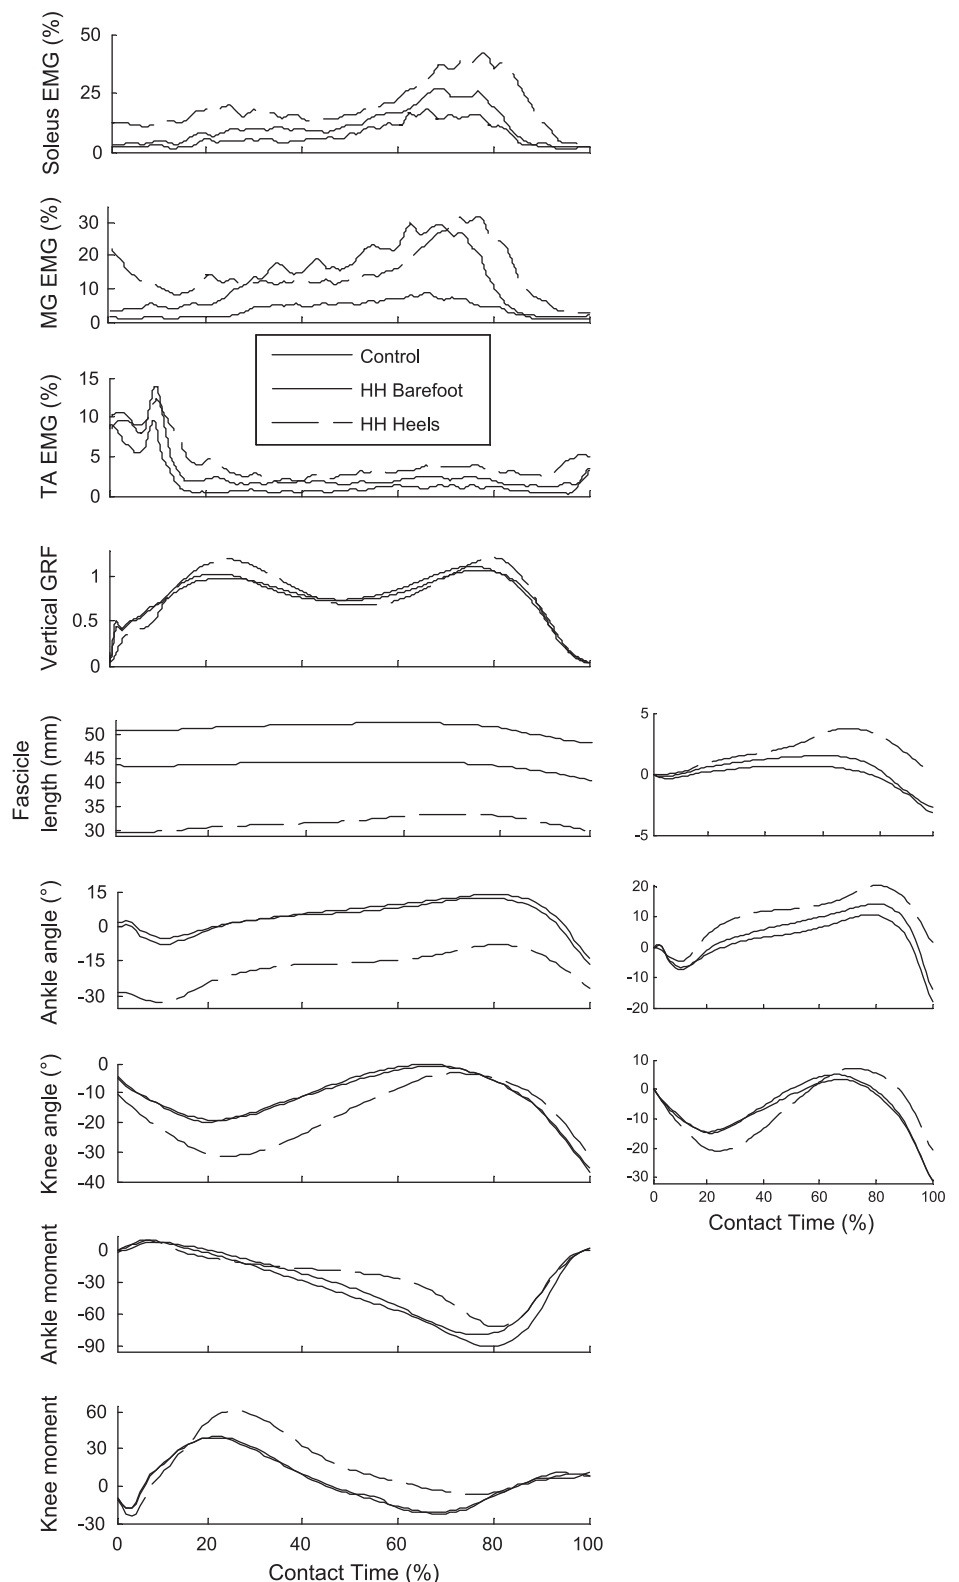 50
25
0
Soleus EMG (%)
30
20
10
0
MG EMG (%)
Control
HH Barefoot
HH Heels
15
10
5
0
TA EMG (%)
1
0.5
0
Vertical GRF
50
45
40
35
30
Fascicle
length (mm)
5
0
-5
15
0
-15
-30
Ankle angle (°)
20
10
0
-10
-20
0
-10
-20
-30
-40
Knee angle (°)
10
0
-10
-20
-30
0 20 40 60 80 100
Contact Time (%)
0
-30
-60
-90
Ankle moment
60
30
0
-30
Knee moment
0 20 40 60 80 100
Contact Time (%)